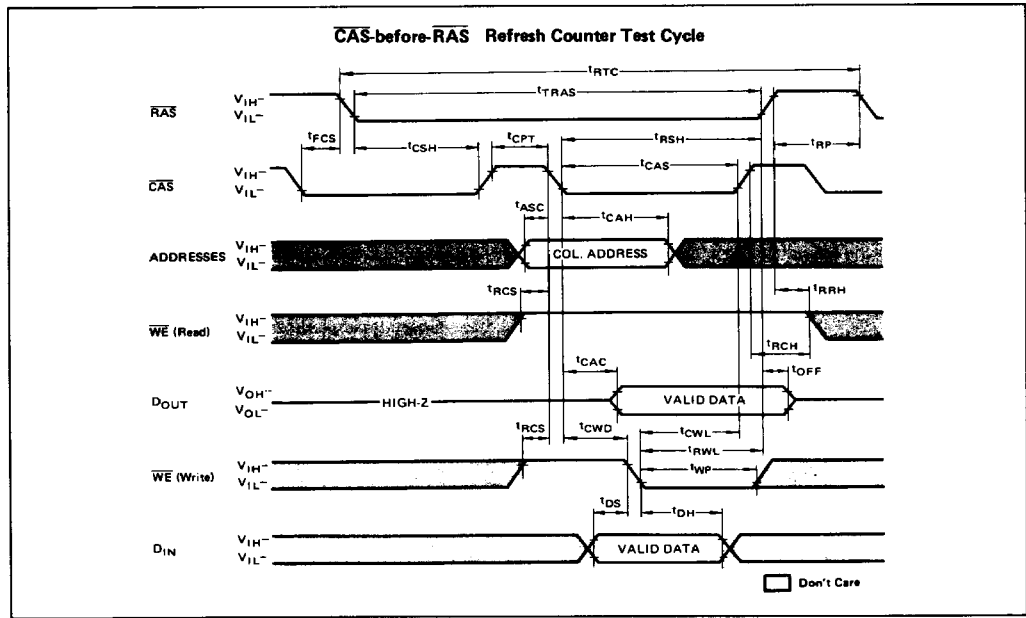 CAS-before-RAS Refresh Counter Test Cycle
tRTC
tTRAS
RAS
VIH-
VIL-
tFCS
tCSH
tCPT
tRSH
tRP
tCAS
CAS
VIH-
VIL-
tASC
tCAH
ADDRESSES
VIH-
VIL-
COL. ADDRESS
tRCS
tRRH
WE (Read)
VIH-
VIL-
tRCH
tCAC
tOFF
DOUT
VOH-
VOL-
HIGH-Z
VALID DATA
tRCS
tCWD
tCWL
tRWL
WE (Write)
VIH-
VIL-
tWP
tDS
tDH
DIN
VIH-
VIL-
VALID DATA
Don't Care